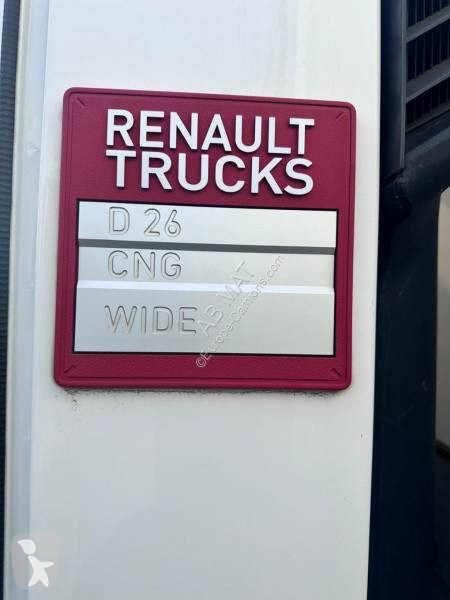 RENAULT
TRUCKS
D 26
CNG
WIDE
AB MAT
©Europe-Camions.com